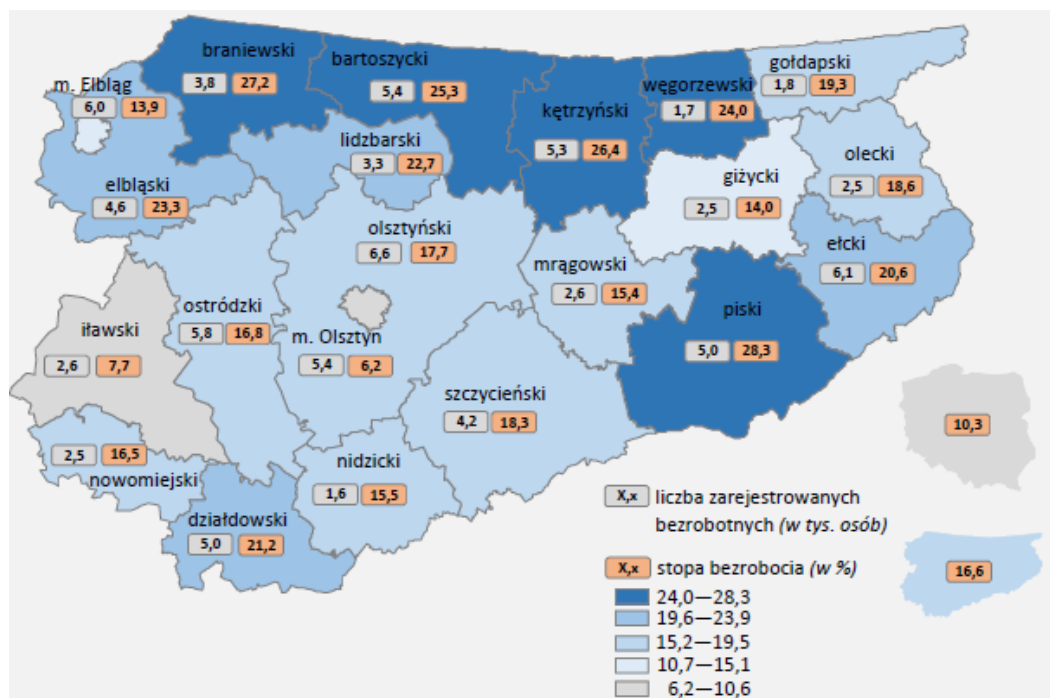 braniewski
3,8 27,2
bartoszycki
5,4 25,3
węgorzewski
1,7 24,0
gołdapski
1,8 19,3
m. Elbląg
6,0 13,9
kętrzyński
5,3 26,4
lidzbarski
3,3 22,7
olecki
2,5 18,6
elbląski
4,6 23,3
giżycki
2,5 14,0
olsztyński
6,6 17,7
ełcki
6,1 20,6
mrągowski
2,6 15,4
ostródzki
5,8 16,8
piski
5,0 28,3
iławski
2,6 7,7
m. Olsztyn
5,4 6,2
szczycieński
4,2 18,3
10,3
2,5 16,5
nowomiejski
nidzicki
1,6 15,5
działdowski
5,0 21,2
X,x liczba zarejestrowanych
bezrobotnych (w tys. osób)
X,x stopa bezrobocia (w %)
16,6
24,0—28,3
19,6—23,9
15,2—19,5
10,7—15,1
6,2—10,6